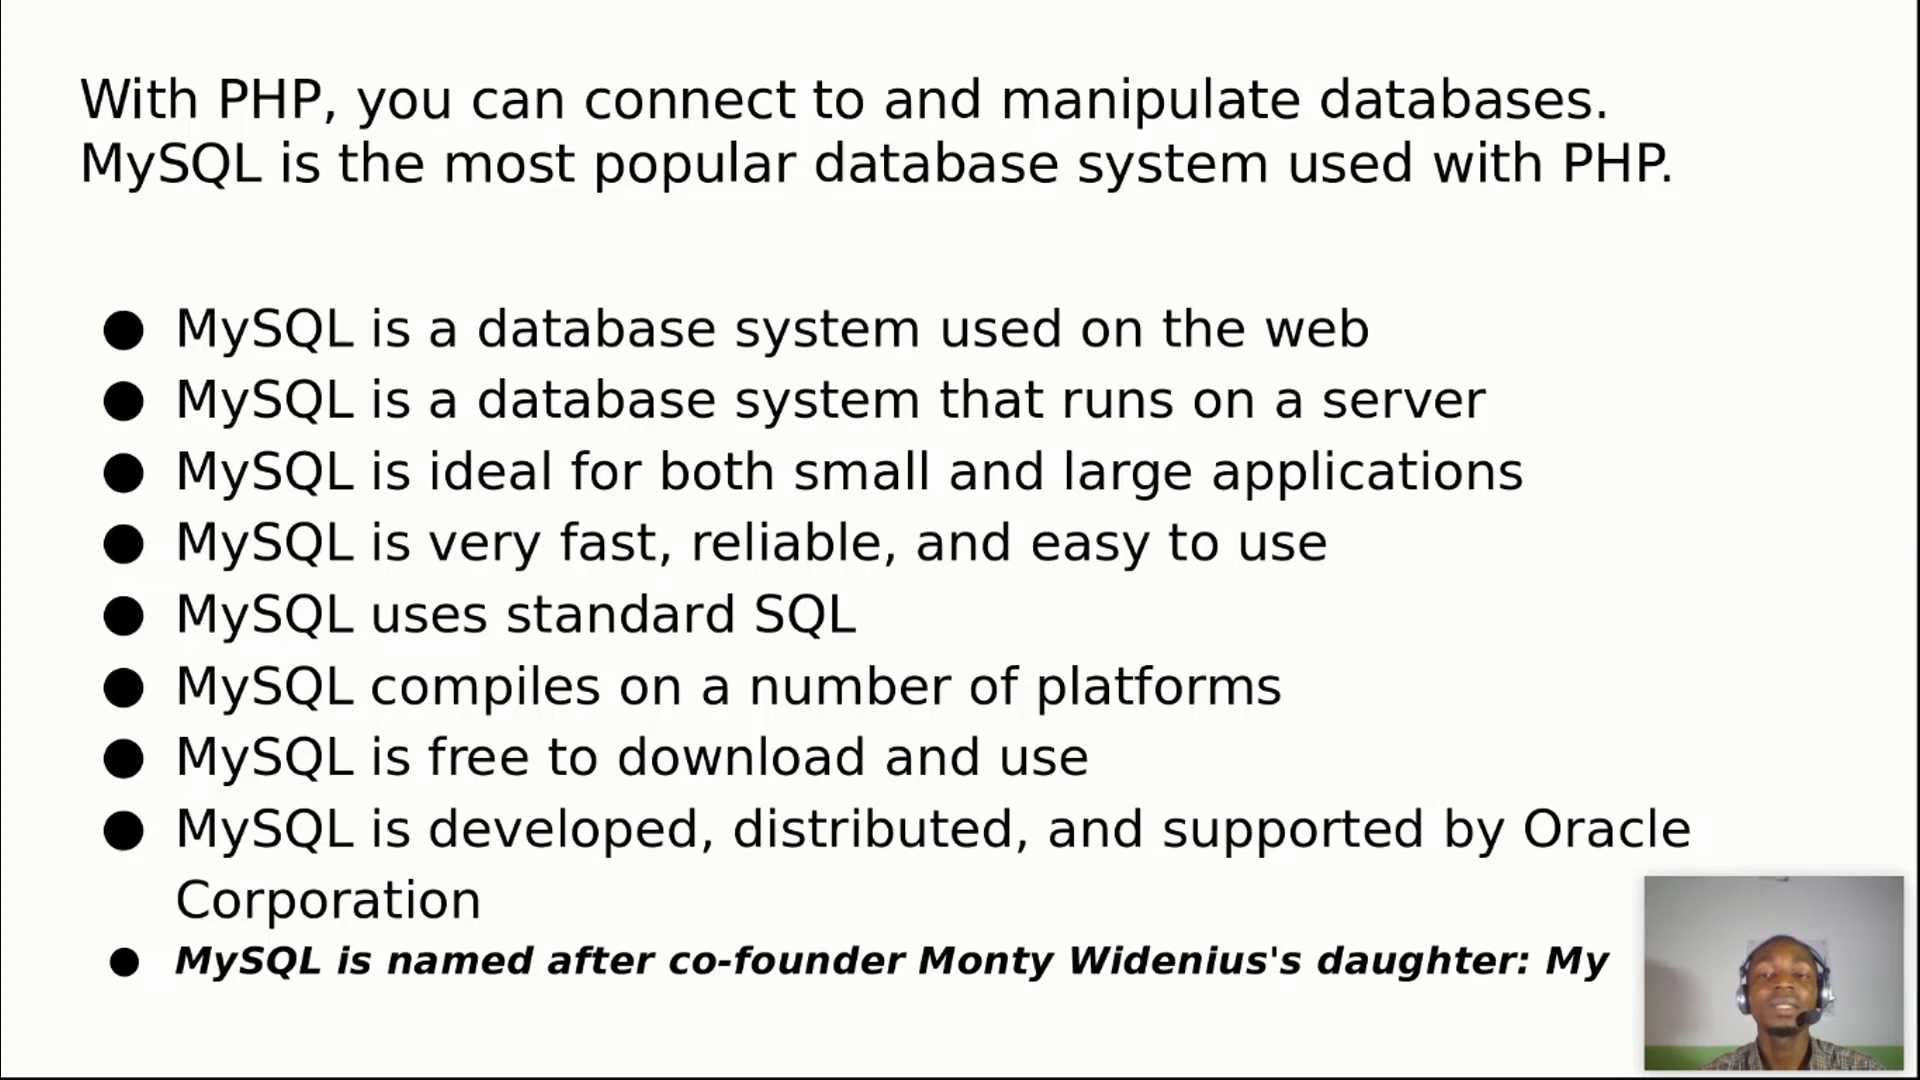 With PHP, you can connect to and manipulate databases.
MySQL is the most popular database system used with PHP.
● MySQL is a database system used on the web
● MySQL is a database system that runs on a server
● MySQL is ideal for both small and large applications
● MySQL is very fast, reliable, and easy to use
● MySQL uses standard SQL
● MySQL compiles on a number of platforms
● MySQL is free to download and use
● MySQL is developed, distributed, and supported by Oracle
Corporation
● MySQL is named after co-founder Monty Widenius's daughter: My